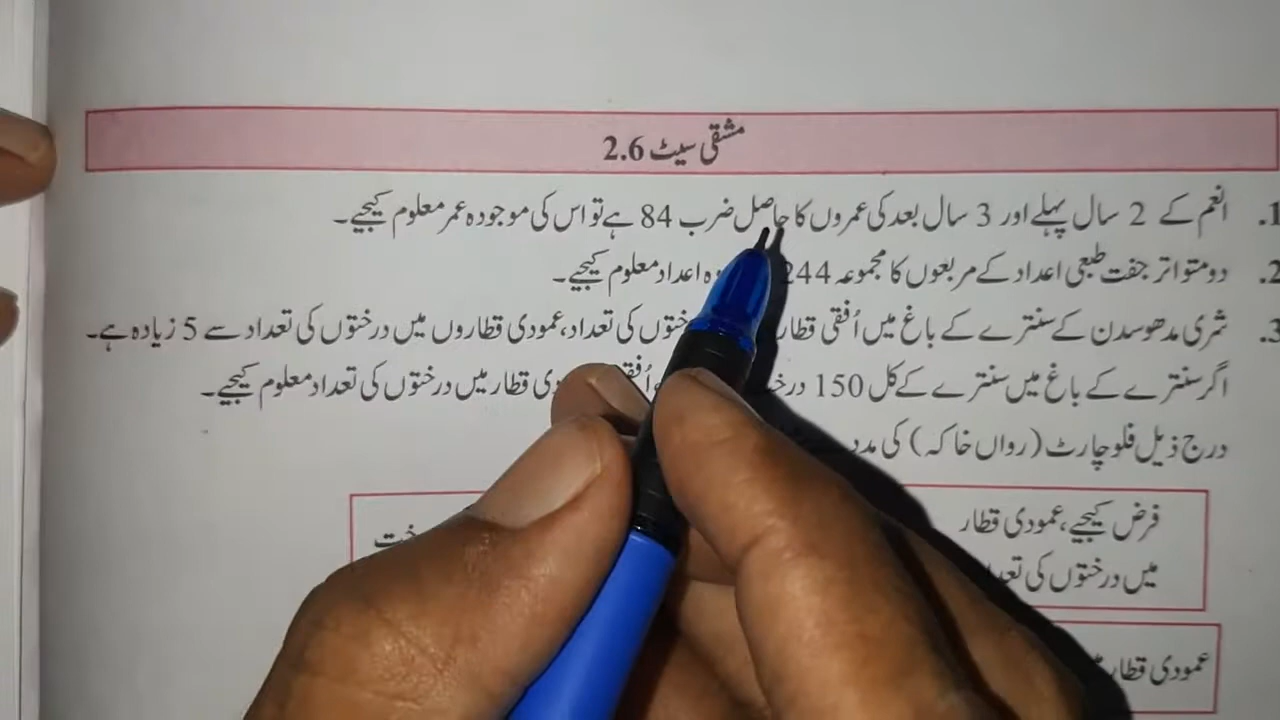 مشقی سیٹ 2.6
1. انعم کے 2 سال پہلے اور 3 سال بعد کی عمروں کا حاصل ضرب 84 ہے تو اس کی موجودہ عمر معلوم کیجیے۔
2. دو متواتر جفت طبعی اعداد کے مربعوں کا مجموعہ 244 وہ اعداد معلوم کیجیے۔
3. شری مدھوسدن کے سنترے کے باغ میں اُفقی قطار درختوں کی تعداد، عمودی قطاروں میں درختوں کی تعداد سے 5 زیادہ ہے۔
اگر سنترے کے باغ میں سنترے کے کل 150 قطار میں درختوں کی تعداد معلوم کیجیے۔
درج ذیل فلو چارٹ (رواں خاکہ) کی مدد
فرض کیجیے، عمودی قطار
میں درختوں کی
عمودی قطار